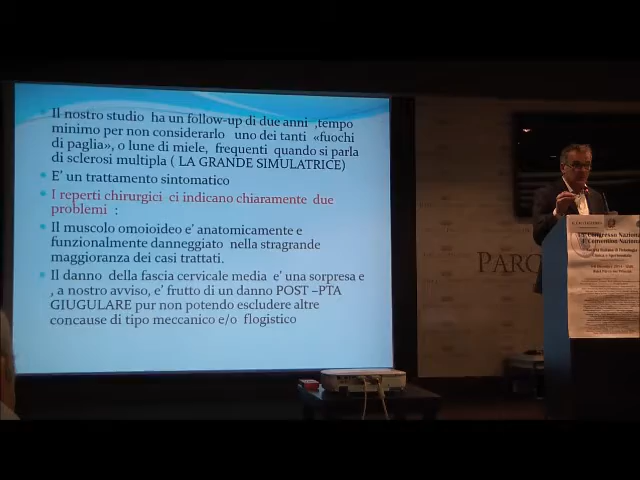 Il nostro studio ha un follow-up di due anni ,tempo
minimo per non considerarlo uno dei tanti «fuochi
di paglia», o lune di miele, frequenti quando si parla
di sclerosi multipla ( LA GRANDE SIMULATRICE)
E' un trattamento sintomatico
I reperti chirurgici ci indicano chiaramente due
problemi :
Il muscolo omoioideo e' anatomicamente e
funzionalmente danneggiato nella stragrande
maggioranza dei casi trattati.
Il danno della fascia cervicale media e' una sorpresa e
, a nostro avviso, e' frutto di un danno POST –PTA
GIUGULARE pur non potendo escludere altre
concause di tipo meccanico e/o flogistico
PARC
Congresso Nazional
Convention Nazional